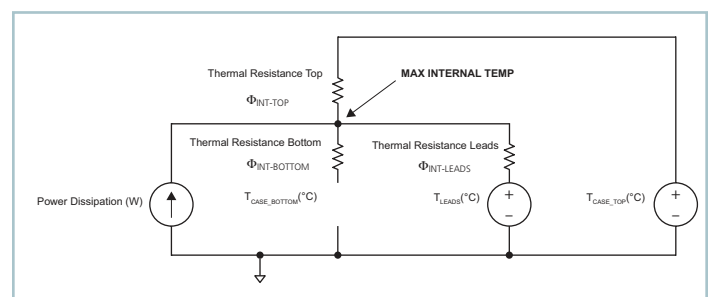 Thermal Resistance Top
MAX INTERNAL TEMP
ΦINT-TOP
Thermal Resistance Bottom
Thermal Resistance Leads
ΦINT-BOTTOM
ΦINT-LEADS
Power Dissipation (W)
TCASE_BOTTOM(°C)
TLEADS(°C)
+
–
TCASE_TOP(°C)
+
–